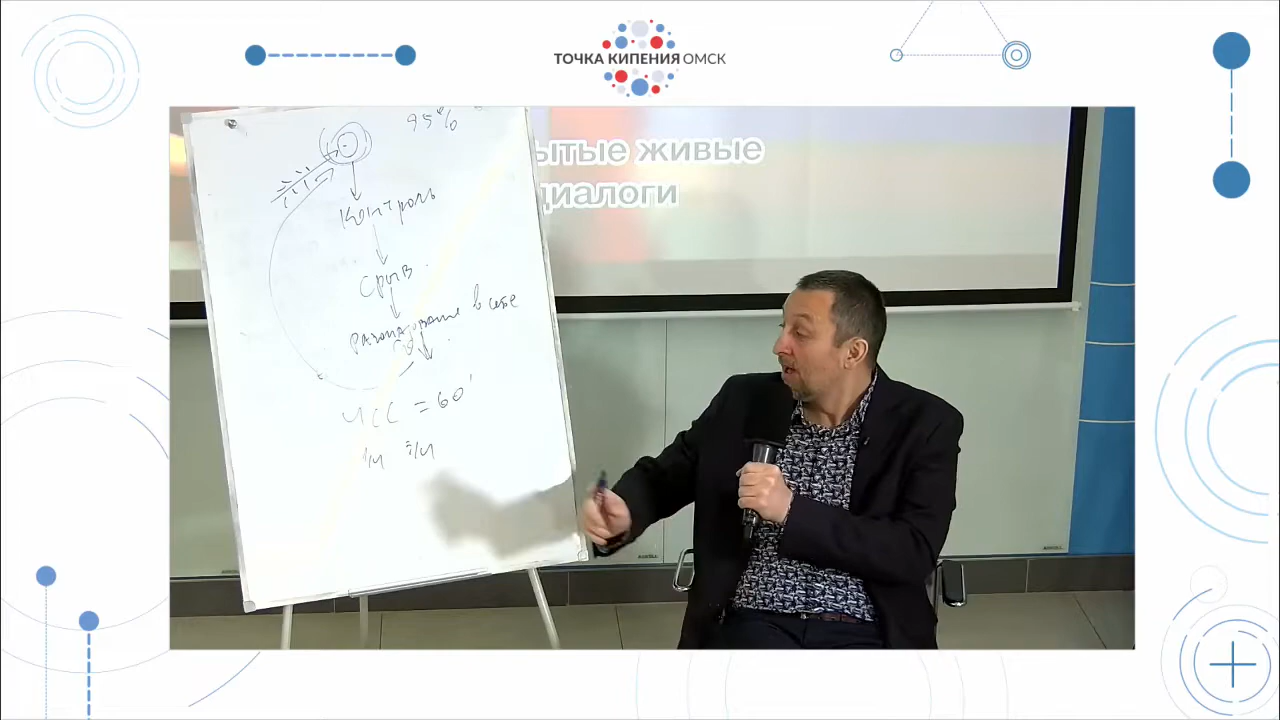 ТОЧКА КИПЕНИЯ ОМСК
95%
ытые живые
диалоги
Контроль
Срыв
разочарование в себе
ЧСС = 60'